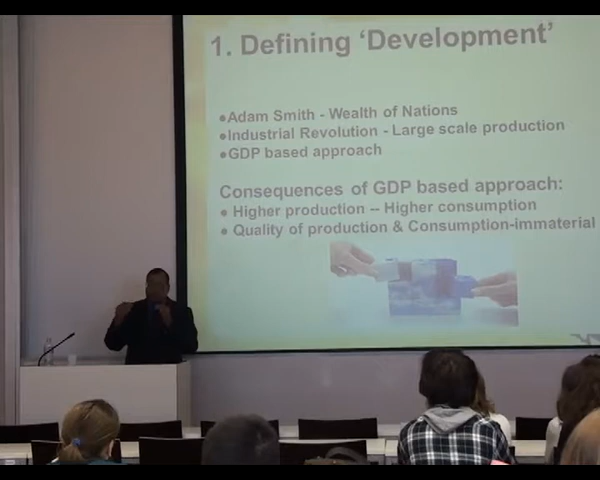 1. Defining ‘Development’
●Adam Smith - Wealth of Nations
●Industrial Revolution - Large scale production
●GDP based approach
Consequences of GDP based approach:
● Higher production -- Higher consumption
● Quality of production & Consumption-immaterial